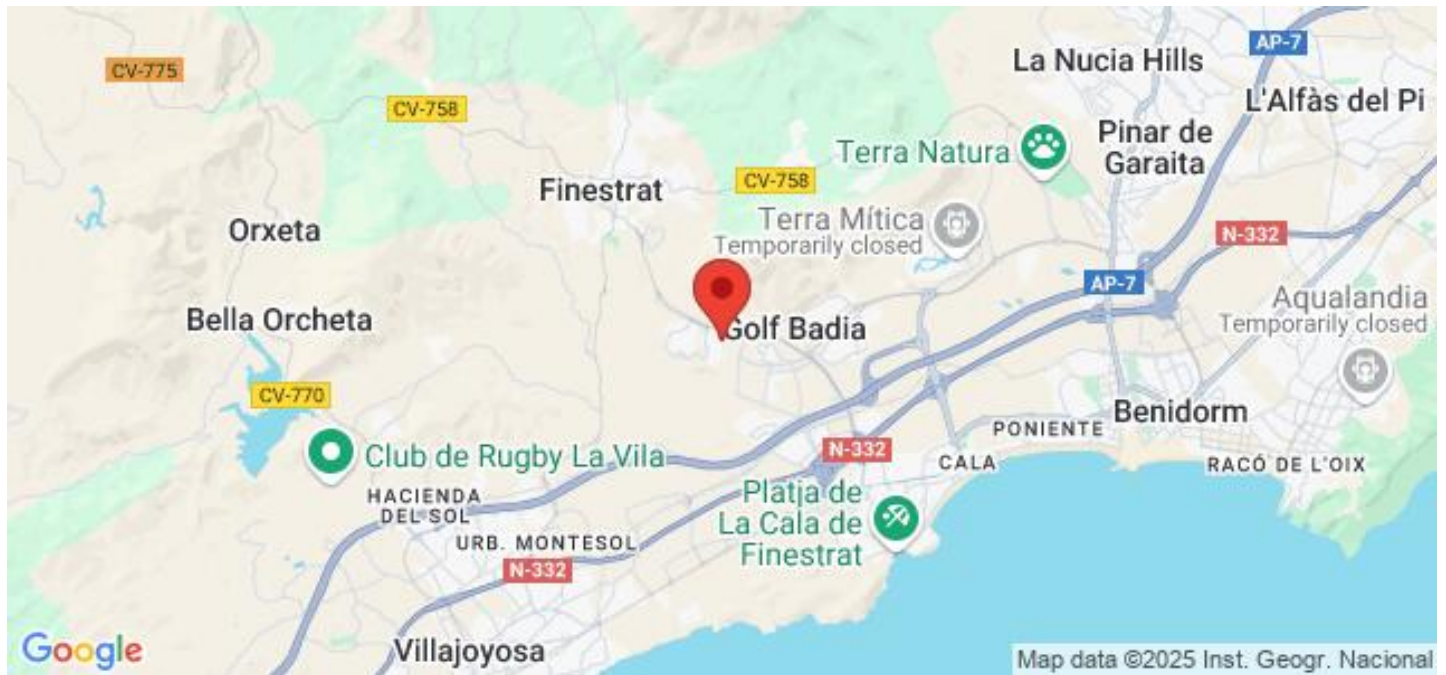 AP-7
La Nucia Hills
CV-775
L'Alfàs del Pi
CV-758
Pinar de
Garaita
Terra Natura
Finestrat
CV-758
Terra Mítica
Temporarily closed
Orxeta
N-332
AP-7
Aqualandia
Temporarily closed
Bella Orcheta
Golf Badia
CV-770
Benidorm
PONIENTE
N-332
Club de Rugby La Vila
CALA
RACÓ DE L'OIX
HACIENDA
DEL SOL
Platja de
La Cala de
Finestrat
URB. MONTESOL
N-332
Villajoyosa
Google
Map data ©2025 Inst. Geogr. Nacional